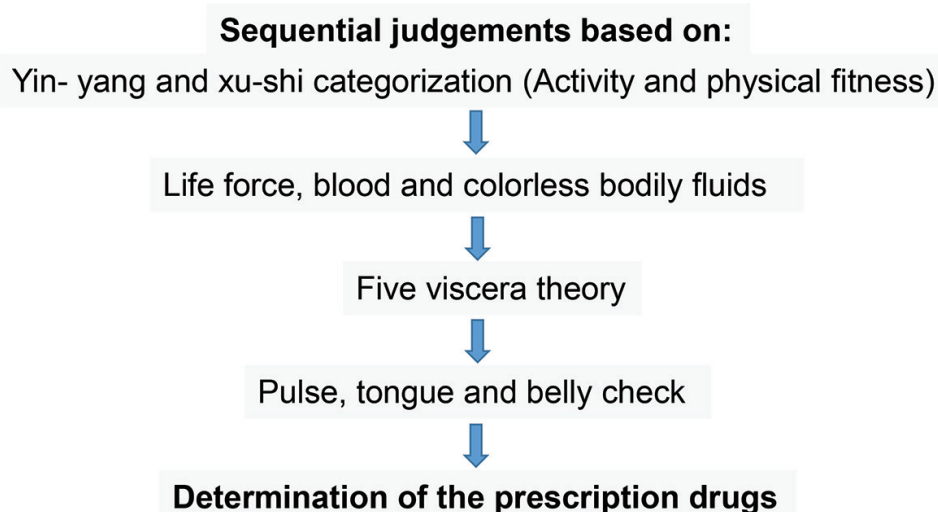 Sequential judgements based on:
Yin- yang and xu-shi categorization (Activity and physical fitness)
Life force, blood and colorless bodily fluids
Five viscera theory
Pulse, tongue and belly check
Determination of the prescription drugs